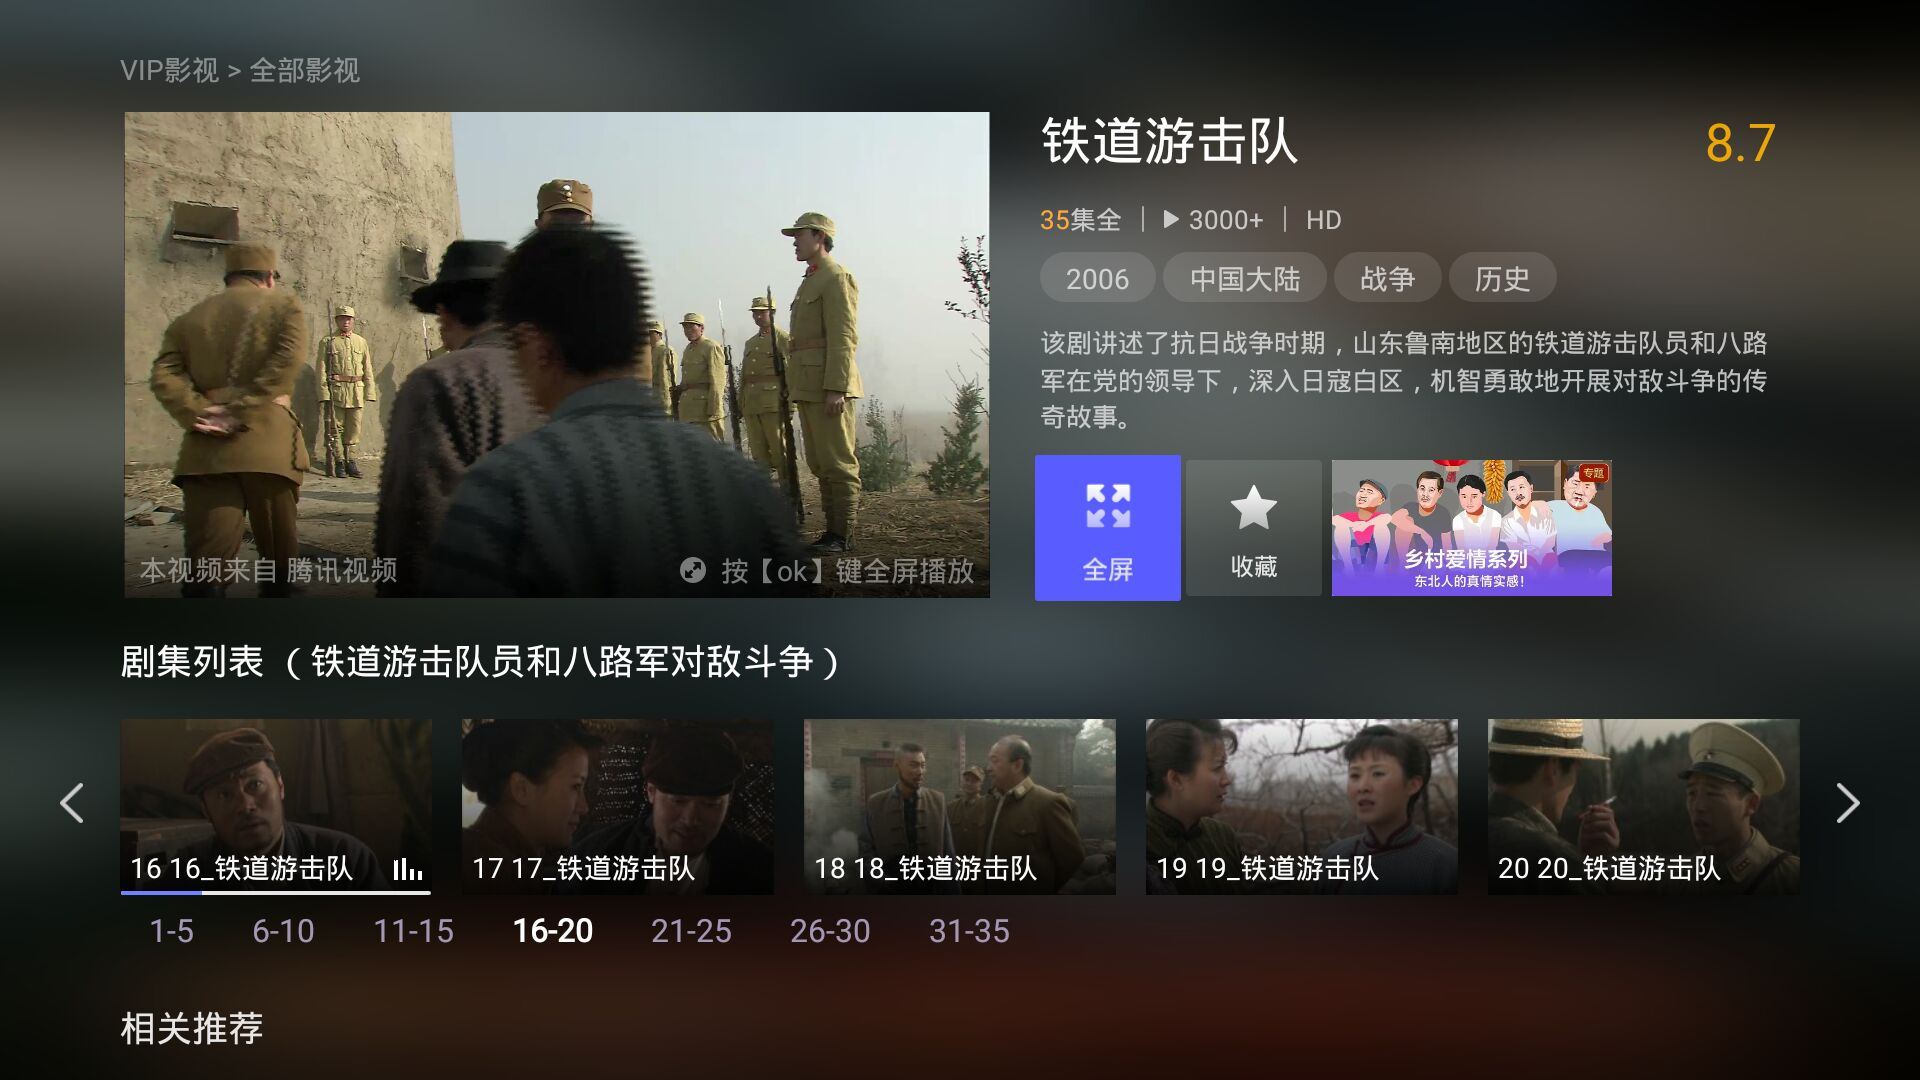 VIP影视 > 全部影视
铁道游击队
8.7
35集全 | 3000+ | HD
2006 中国大陆 战争 历史
该剧讲述了抗日战争时期，山东鲁南地区的铁道游击队员和八路
军在党的领导下，深入日寇白区，机智勇敢地开展对敌斗争的传
奇故事。
本视频来自 腾讯视频
按【ok】键全屏播放
全屏
收藏
专题
乡村爱情系列
东北人的真情实感！
剧集列表 （铁道游击队员和八路军对敌斗争）
16 16_铁道游击队
17 17_铁道游击队
18 18_铁道游击队
19 19_铁道游击队
20 20_铁道游击队
1-5 6-10 11-15 16-20 21-25 26-30 31-35
相关推荐